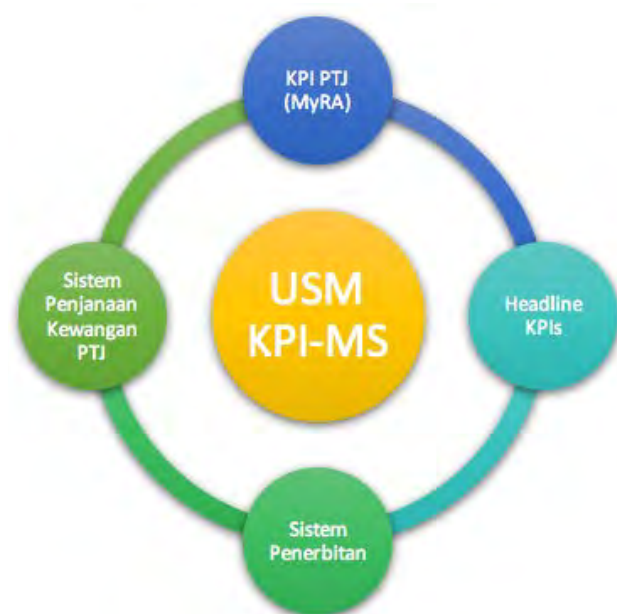 KPI PTJ
(MyRA)
Sistem
Penjanaan
Kewangan
PTJ
USM
KPI-MS
Headline
KPIs
Sistem
Penerbitan